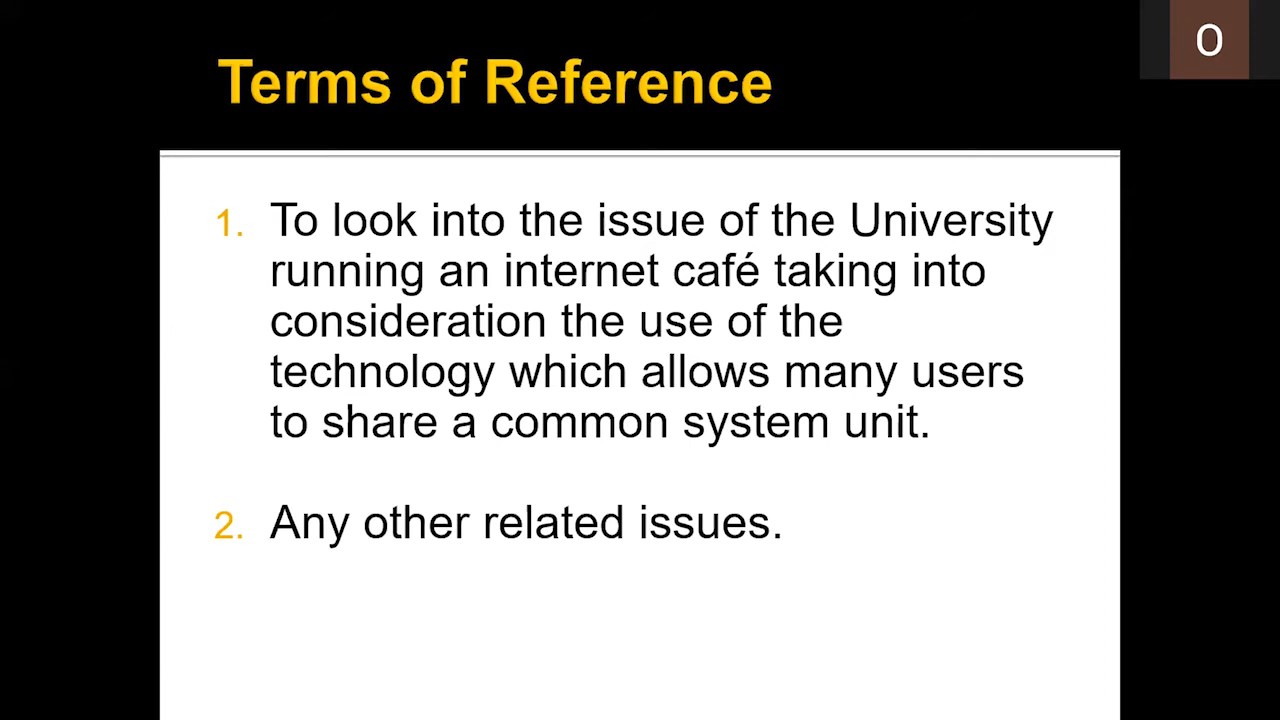 O
Terms of Reference
1. To look into the issue of the University
running an internet café taking into
consideration the use of the
technology which allows many users
to share a common system unit.
2. Any other related issues.